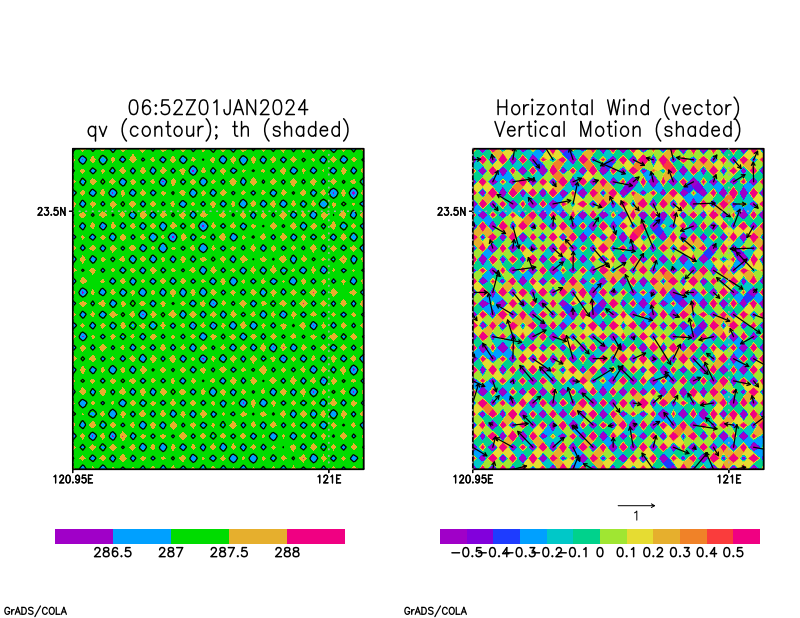 06:52Z01JAN2024
qv (contour); th (shaded)
23.5N
120.95E 121E
286.5 287 287.5 288
GrADS/COLA
Horizontal Wind (vector)
Vertical Motion (shaded)
23.5N
120.95E 121E
1
-0.5 -0.4 -0.3 -0.2 -0.1 0 0.1 0.2 0.3 0.4 0.5
GrADS/COLA